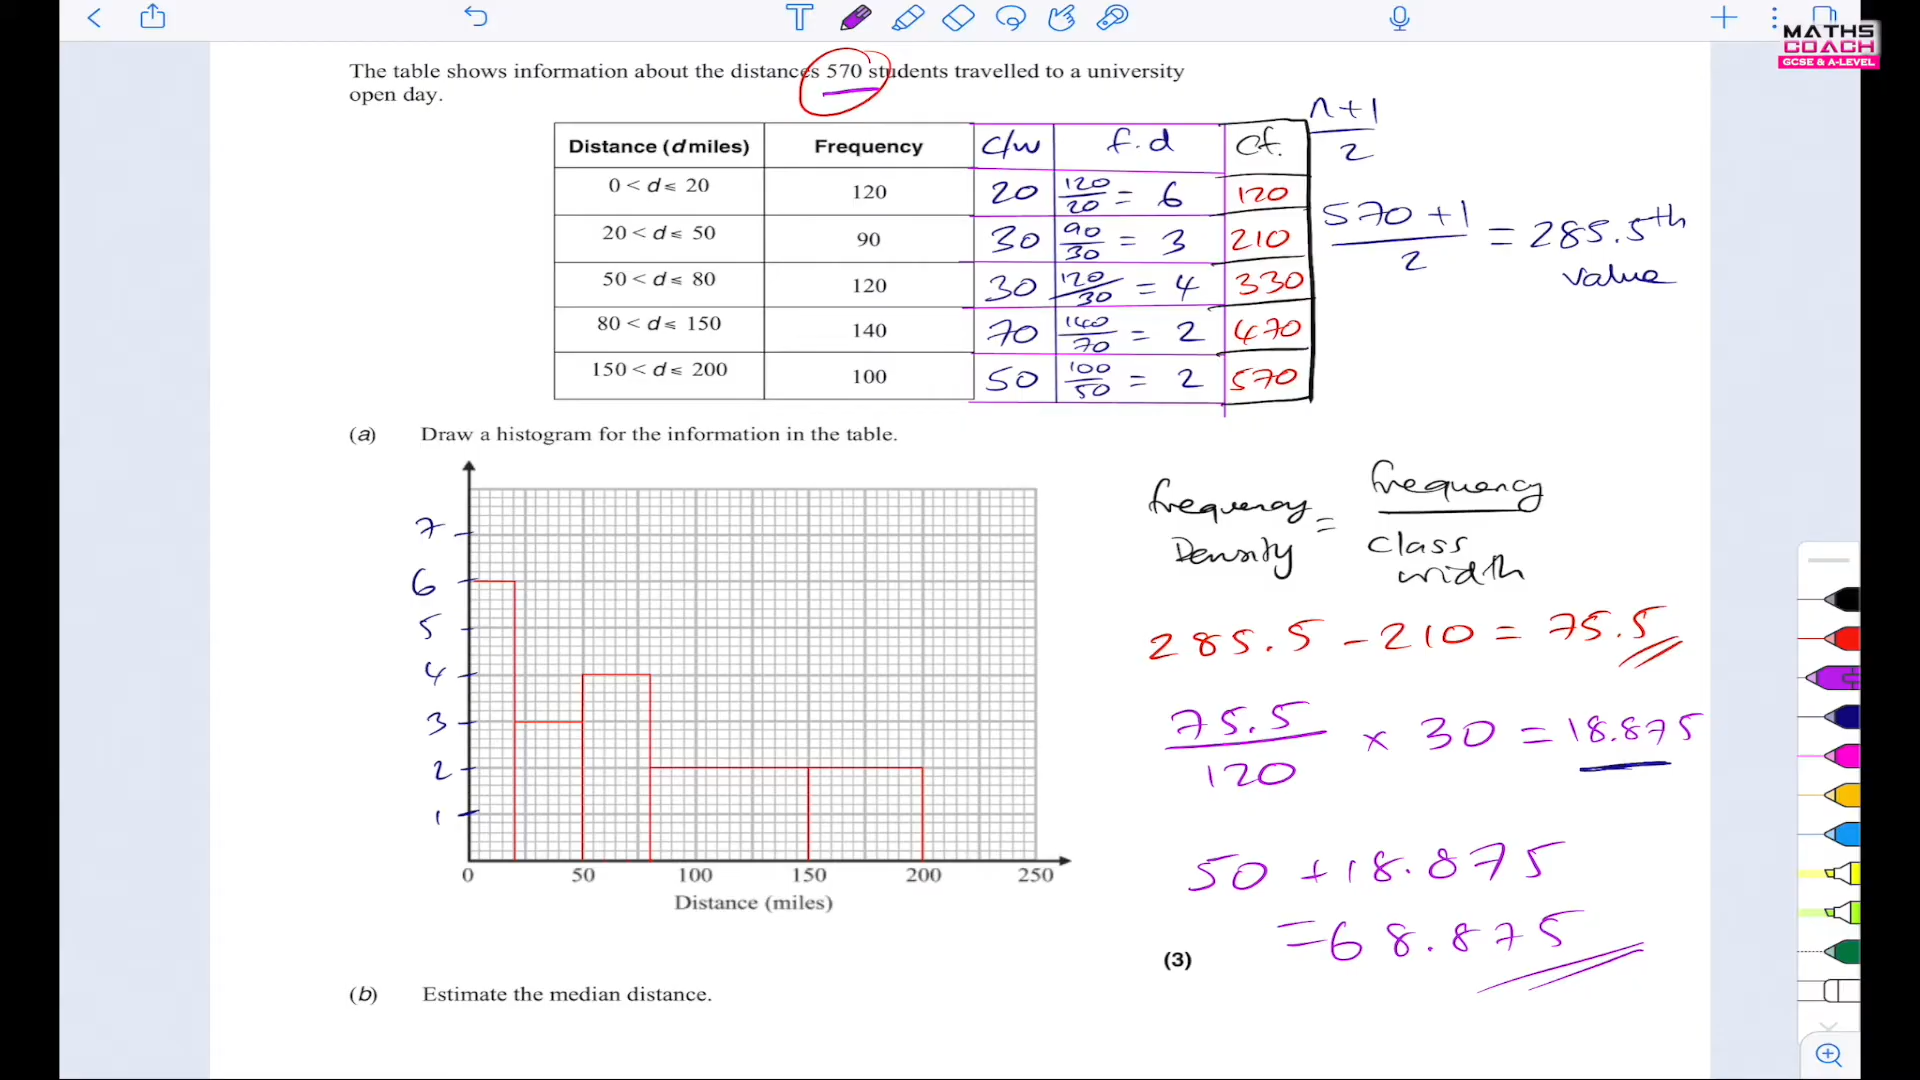 MATHS
COACH
GCSE & A-LEVEL
The table shows information about the distances 570 students travelled to a university
open day.
n+1
2
Distance (d miles) Frequency c/w f.d cf.
0 < d ⩽ 20 120 20 120/20 = 6 120
20 < d ⩽ 50 90 30 90/30 = 3 210
50 < d ⩽ 80 120 30 120/30 = 4 330
80 < d ⩽ 150 140 70 140/70 = 2 470
150 < d ⩽ 200 100 50 100/50 = 2 570
570 + 1
2
= 285.5th
value
(a) Draw a histogram for the information in the table.
7
6
5
4
3
2
1
0 50 100 150 200 250
Distance (miles)
frequency
Density
=
frequency
class
width
285.5 - 210 = 75.5
75.5
120
× 30 = 18.875
50 + 18.875
= 68.875
(3)
(b) Estimate the median distance.